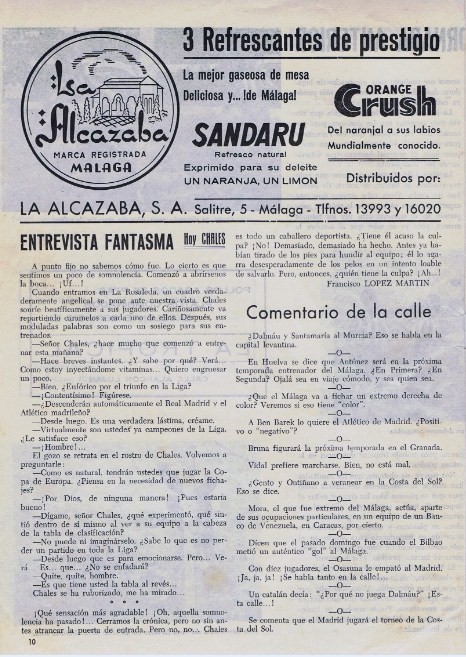 La
Alcazaba
MARCA REGISTRADA
MALAGA
3 Refrescantes de prestigio
La mejor gaseosa de mesa
Deliciosa y...¡de Málaga!
SANDARU
Refresco natural
Exprimido para su deleite
UN NARANJA, UN LIMON
ORANGE
Crush
Del naranjal a sus labios
Mundialmente conocido.
Distribuidos por:
LA ALCAZABA, S. A. Salitre, 5 - Málaga - Tlfnos. 13993 y 16020
ENTREVISTA FANTASMA Hoy CHALES
A punto fijo no sabemos cómo fue. Lo cierto es que
sentimos un poco de somnolencia. Comenzó a abrírsenos
la boca... ¡Uf...!
Cuando entramos en La Rosaleda, un cuadro verda-
deramente angelical se pone ante nuestra vista. Chales
sonríe beatíficamente a sus jugadores. Cariñosamente va
repartiendo caramelos a cada uno de ellos. Después, sus
moduladas palabras son como un sosiego para sus en-
trenados.
—Señor Chales, ¿hace mucho que comenzó a entre-
nar esta mañana?
—Hace breves instantes. ¿Y sabe por qué? Verá...
Como estoy inyectándome vitaminas... Quiero engruesar
un poco.
—Bien. ¿Eufórico por el triunfo en la Liga?
—¡Contentísimo! Figúrese.
—¿Descenderán automáticamente el Real Madrid y el
Atlético madrileño?
—Desde luego. Es una verdadera lástima, créame.
—Virtualmente son ustedes ya campeones de la Liga.
¿Le satisface eso?
—¡Hombre!...
El gozo se retrata en el rostro de Chales. Volvemos a
preguntarle:
—Como es natural, tendrán ustedes que jugar la Co-
pa de Europa. ¿Piensa en la necesidad de nuevos ficha-
jes?
—¡Por Dios, de ninguna manera! ¡Pues estaría
bueno!
—Dígame, señor Chales, ¿qué experimentó, qué sin-
tió dentro de sí mismo al ver a su equipo a la cabeza
de la tabla de clasificación?
—No puede ni imaginárselo. ¿Sabe lo que es no per-
der un partido en toda la Liga?
—Desde luego que es para emocionarse. Pero... Ve-
rá... Es... que... ¿No se enfadará?
—Quite, quite, hombre.
—Es que tiene usted la tabla al revés...
Chales se ha ruborizado, me ha mirado...
* * *
¡Qué sensación más agradable! ¡Oh, aquella somno-
lencia ha pasado!... Cerramos la crónica, pero no sin an-
tes atrancar la puerta de entrada. Pero no, no... Chales
es todo un caballero deportista. ¿Tiene él acaso la cul-
pa? ¡No! Demasiado, demasiado ha hecho. Antes ya ha-
bían tirado de los pies para hundir al equipo; él lo aga-
rra desesperadamente de los pelos en un intento loable
de salvarlo. Pero, entonces, ¿quién tiene la culpa? ¡Ah...!
Francisco LOPEZ MARTIN
Comentario de la calle
¿Dalmáu y Santamaría al Murcia? Eso se habla en la
capital levantina.
—O—
En Huelva se dice que Antúnez será en la próxima
temporada entrenador del Málaga. ¿En Primera? ¿En
Segunda? Ojalá sea en viaje cómodo, y sea quien sea.
—O—
¿Que el Málaga va a fichar un extremo derecha de
color? Veremos si eso tiene "color".
—O—
A Ben Barek lo quiere el Atlético de Málaga. ¿Positi-
vo o "negativo"?
—O—
Bruna figurará la próxima temporada en el Granada.
—O—
Vidal prefiere marcharse. Bien, no está mal.
—O—
¿Gento y Outiñano a veranear en la Costa del Sol?
Eso se dice.
—O—
Mora, el que fue extremo del Málaga, actúa, aparte
de sus ocupaciones particulares, en un equipo de un Ban-
co de Venezuela, en Caracas, por cierto.
—O—
Dicen que el pasado domingo fue cuando el Bilbao
metió un auténtico "gol" al Málaga.
—O—
Con diez jugadores, el Osasuna le empató al Madrid.
¡Ja, ja, ja! ¡Se habla tanto en la calle!...
—O—
Un catalán decía: "¿Por qué no juega Dalmáu?" ¡Es-
ta calle...!
—O—
Se comenta que el Madrid jugará el torneo de la Cos-
ta del Sol.
10